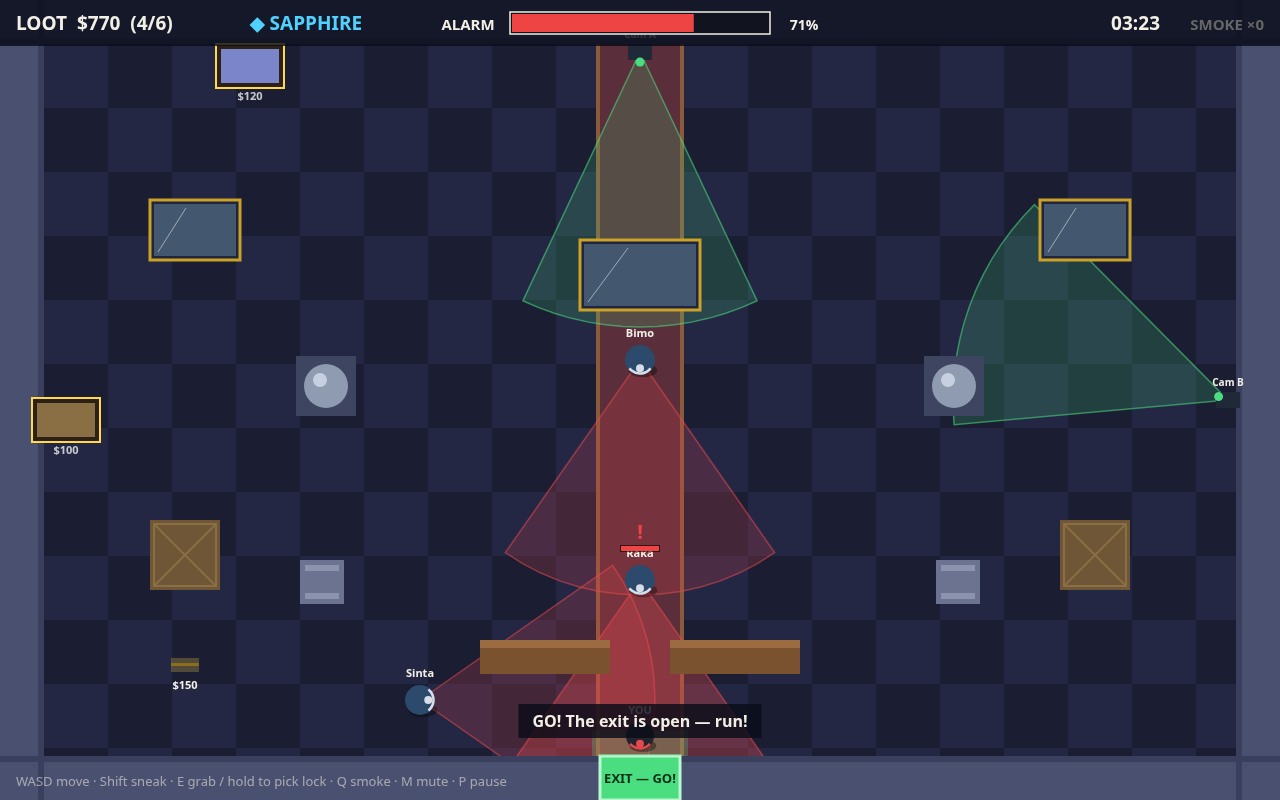 LOOT $770 (4/6)
◆ SAPPHIRE
ALARM
71%
03:23
SMOKE ×0
Cam A
$120
Bimo
Cam B
$100
!
Raka
Sinta
$150
YOU
GO! The exit is open — run!
EXIT — GO!
WASD move · Shift sneak · E grab / hold to pick lock · Q smoke · M mute · P pause